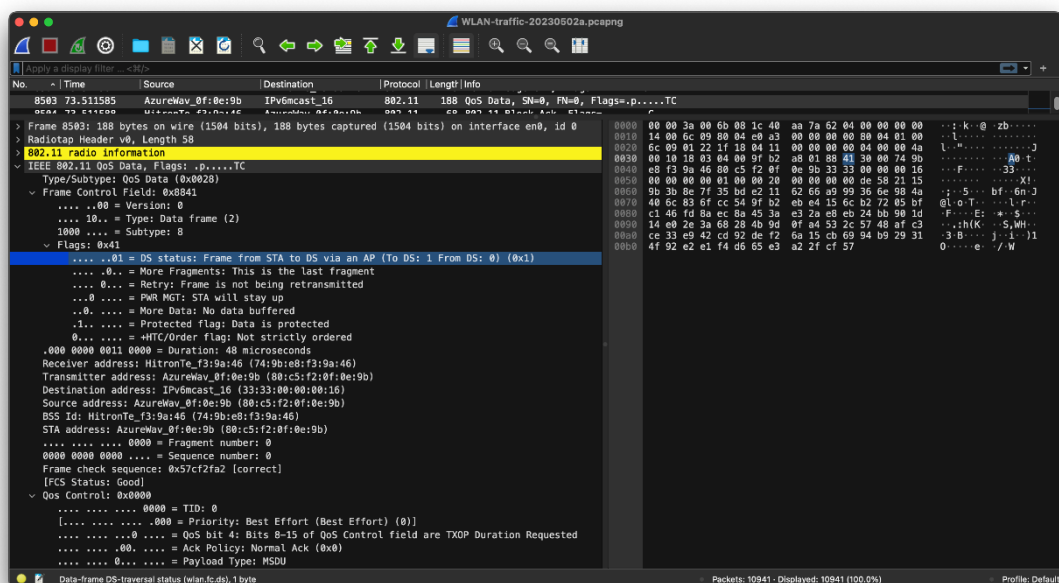 WLAN-traffic-20230502a.pcapng
Apply a display filter ... <⌘/>
No. Time Source Destination Protocol Length Info
8503 73.511585 AzureWav_0f:0e:9b IPv6mcast_16 802.11 188 QoS Data, SN=0, FN=0, Flags=.p.....TC
Frame 8503: 188 bytes on wire (1504 bits), 188 bytes captured (1504 bits) on interface en0, id 0
Radiotap Header v0, Length 58
802.11 radio information
IEEE 802.11 QoS Data, Flags: .p.....TC
Type/Subtype: QoS Data (0x0028)
Frame Control Field: 0x8841
.... ..00 = Version: 0
.... 10.. = Type: Data frame (2)
1000 .... = Subtype: 8
Flags: 0x41
.... ..01 = DS status: Frame from STA to DS via an AP (To DS: 1 From DS: 0) (0x1)
.... .0.. = More Fragments: This is the last fragment
.... 0... = Retry: Frame is not being retransmitted
...0 .... = PWR MGT: STA will stay up
..0. .... = More Data: No data buffered
.1.. .... = Protected flag: Data is protected
0... .... = +HTC/Order flag: Not strictly ordered
.000 0000 0011 0000 = Duration: 48 microseconds
Receiver address: HitronTe_f3:9a:46 (74:9b:e8:f3:9a:46)
Transmitter address: AzureWav_0f:0e:9b (80:c5:f2:0f:0e:9b)
Destination address: IPv6mcast_16 (33:33:00:00:00:16)
Source address: AzureWav_0f:0e:9b (80:c5:f2:0f:0e:9b)
BSS Id: HitronTe_f3:9a:46 (74:9b:e8:f3:9a:46)
STA address: AzureWav_0f:0e:9b (80:c5:f2:0f:0e:9b)
.... .... .... 0000 = Fragment number: 0
0000 0000 0000 .... = Sequence number: 0
Frame check sequence: 0x57cf2fa2 [correct]
[FCS Status: Good]
Qos Control: 0x0000
.... .... .... 0000 = TID: 0
[.... .... .... .000 = Priority: Best Effort (Best Effort) (0)]
.... .... ...0 .... = QoS bit 4: Bits 8-15 of QoS Control field are TXOP Duration Requested
.... .... .00. .... = Ack Policy: Normal Ack (0x0)
.... .... 0... .... = Payload Type: MSDU
0000 00 00 3a 00 6b 08 1c 40 aa 7a 62 04 00 00 00 00
0010 14 00 6c 09 80 04 e0 a3 00 00 00 00 80 04 01 00
0020 6c 09 01 22 1f 18 04 11 00 00 00 00 04 00 00 4a
0030 00 10 18 03 04 00 9f b2 a8 01 88 41 30 00 74 9b
0040 e8 f3 9a 46 80 c5 f2 0f 0e 9b 33 33 00 00 00 16
0050 00 00 00 00 01 00 00 20 00 00 00 00 de 58 21 15
0060 9b 3b 8e 7f 35 bd e2 11 62 66 a9 99 36 6e 98 4a
0070 40 6c 83 6f cc 54 9f b2 eb e4 15 6c b2 72 05 bf
0080 c1 46 fd 8a ec 8a 45 3a e3 2a e8 eb 24 bb 90 1d
0090 14 e0 2e 3a 68 28 4b 9d 0f a4 53 2c 57 48 af c3
00a0 ce 33 e9 42 cd 92 de f2 6a 15 cb 69 94 b9 29 31
00b0 4f 92 e2 e1 f4 d6 65 e3 a2 2f cf 57
Data-frame DS-traversal status (wlan.fc.ds), 1 byte
Packets: 10941 · Displayed: 10941 (100.0%)
Profile: Default